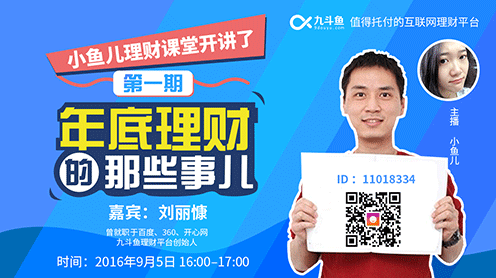 九斗鱼
9douyu.com
值得托付的互联网理财平台
小鱼儿理财课堂开讲了
第一期
年底理财
的那些事儿
嘉宾：刘丽慷
曾就职于百度、360、开心网
九斗鱼理财平台创始人
时间：2016年9月5日 16:00-17:00
主播 小鱼儿
ID：11018334